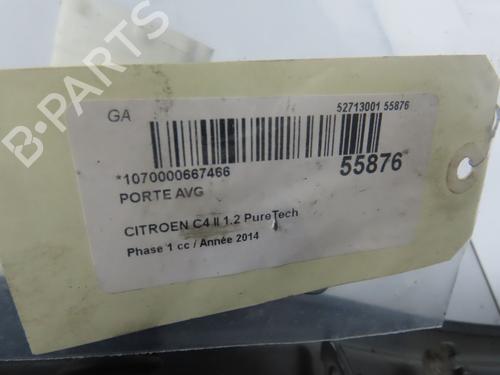 B-PARTS
GA
52713001 55876
*1070000667466
55876
PORTE AVG
CITROEN C4 II 1.2 PureTech
Phase 1 cc / Année 2014